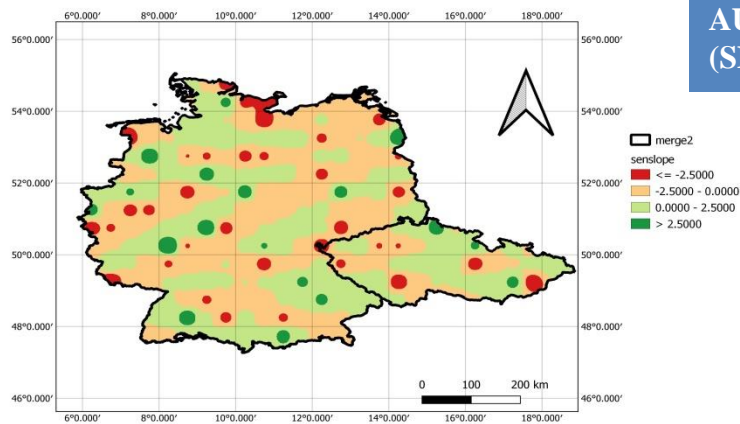 AU
(SI
6°0.000′ 8°0.000′ 10°0.000′ 12°0.000′ 14°0.000′ 16°0.000′ 18°0.000′
56°0.000′ 56°0.000′
54°0.000′ 54°0.000′
52°0.000′ 52°0.000′
50°0.000′ 50°0.000′
48°0.000′ 48°0.000′
46°0.000′ 46°0.000′
merge2
senslope
<= -2.5000
-2.5000 - 0.0000
0.0000 - 2.5000
> 2.5000
0 100 200 km
6°0.000′ 8°0.000′ 10°0.000′ 12°0.000′ 14°0.000′ 16°0.000′ 18°0.000′